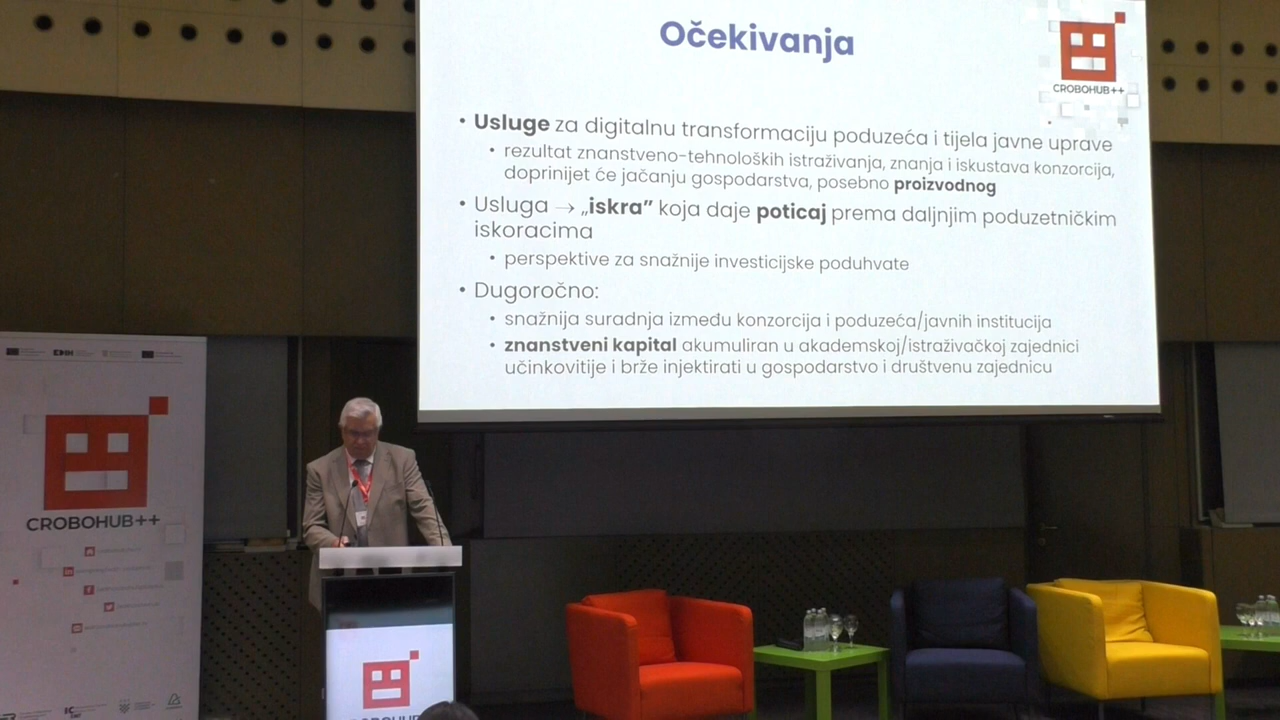 Očekivanja
CROBOHUB++
• Usluge za digitalnu transformaciju poduzeća i tijela javne uprave
• rezultat znanstveno-tehnoloških istraživanja, znanja i iskustava konzorcija,
doprinijet će jačanju gospodarstva, posebno proizvodnog
• Usluga → „iskra” koja daje poticaj prema daljnjim poduzetničkim
iskoracima
• perspektive za snažnije investicijske poduhvate
• Dugoročno:
• snažnija suradnja između konzorcija i poduzeća/javnih institucija
• znanstveni kapital akumuliran u akademskoj/istraživačkoj zajednici
učinkovitije i brže injektirati u gospodarstvo i društvenu zajednicu
EDIH
CROBOHUB++
CROBOHUB++